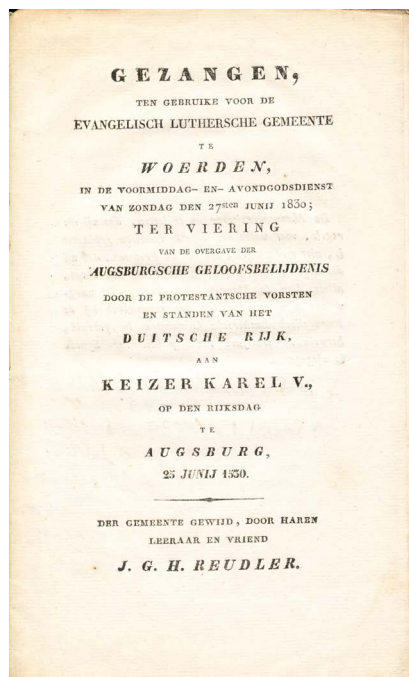 GEZANGEN,
TEN GEBRUIKE VOOR DE
EVANGELISCH LUTHERSCHE GEMEENTE
TE
WOERDEN,
IN DE VOORMIDDAG- EN- AVONDGODSDIENST
VAN ZONDAG DEN 27sten JUNIJ 1830;
TER VIERING
VAN DE OVERGAVE DER
AUGSBURGSCHE GELOOFSBELIJDENIS
DOOR DE PROTESTANTSCHE VORSTEN
EN STANDEN VAN HET
DUITSCHE RIJK,
AAN
KEIZER KAREL V.,
OP DEN RIJKSDAG
TE
AUGSBURG,
25 JUNIJ 1530.
DER GEMEENTE GEWIJD, DOOR HAREN
LEERAAR EN VRIEND
J. G. H. REUDLER.